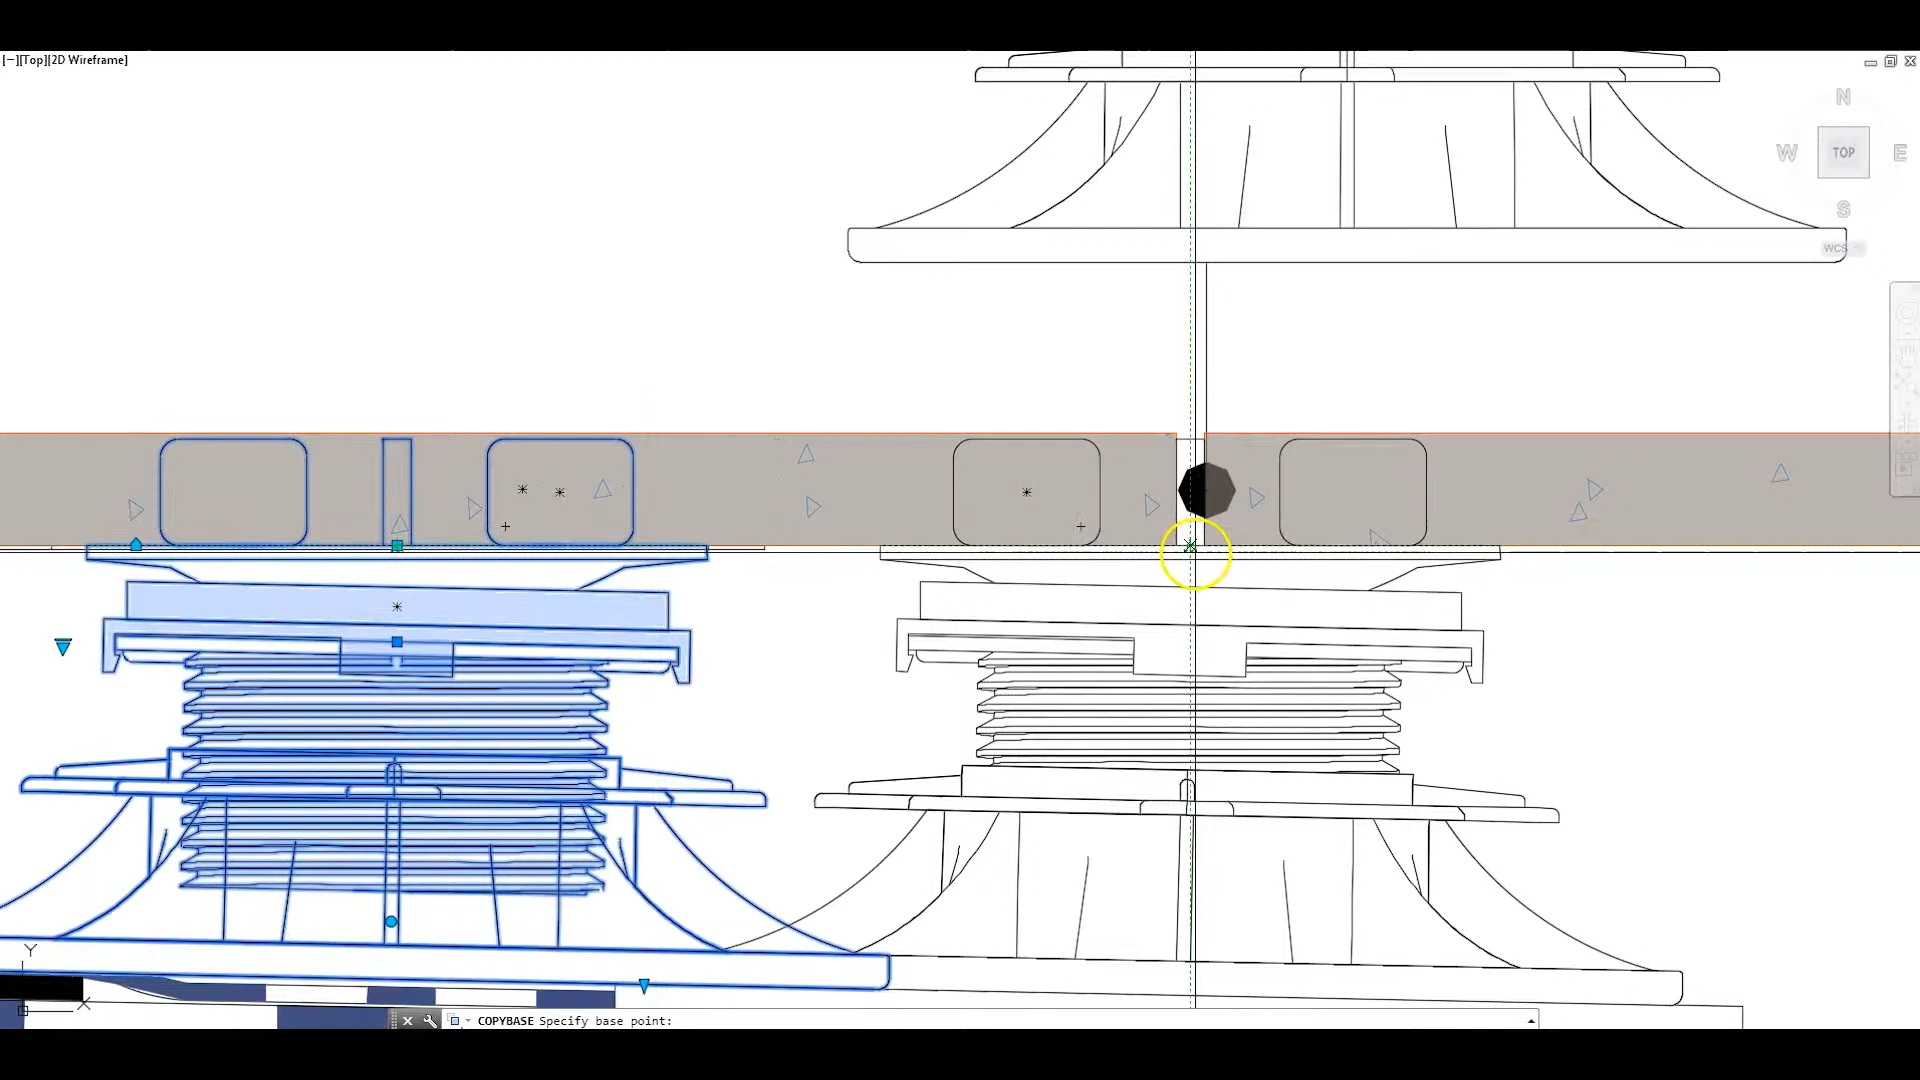 [−][Top][2D Wireframe]
N
W TOP E
S
WCS
Y
X
COPYBASE Specify base point: